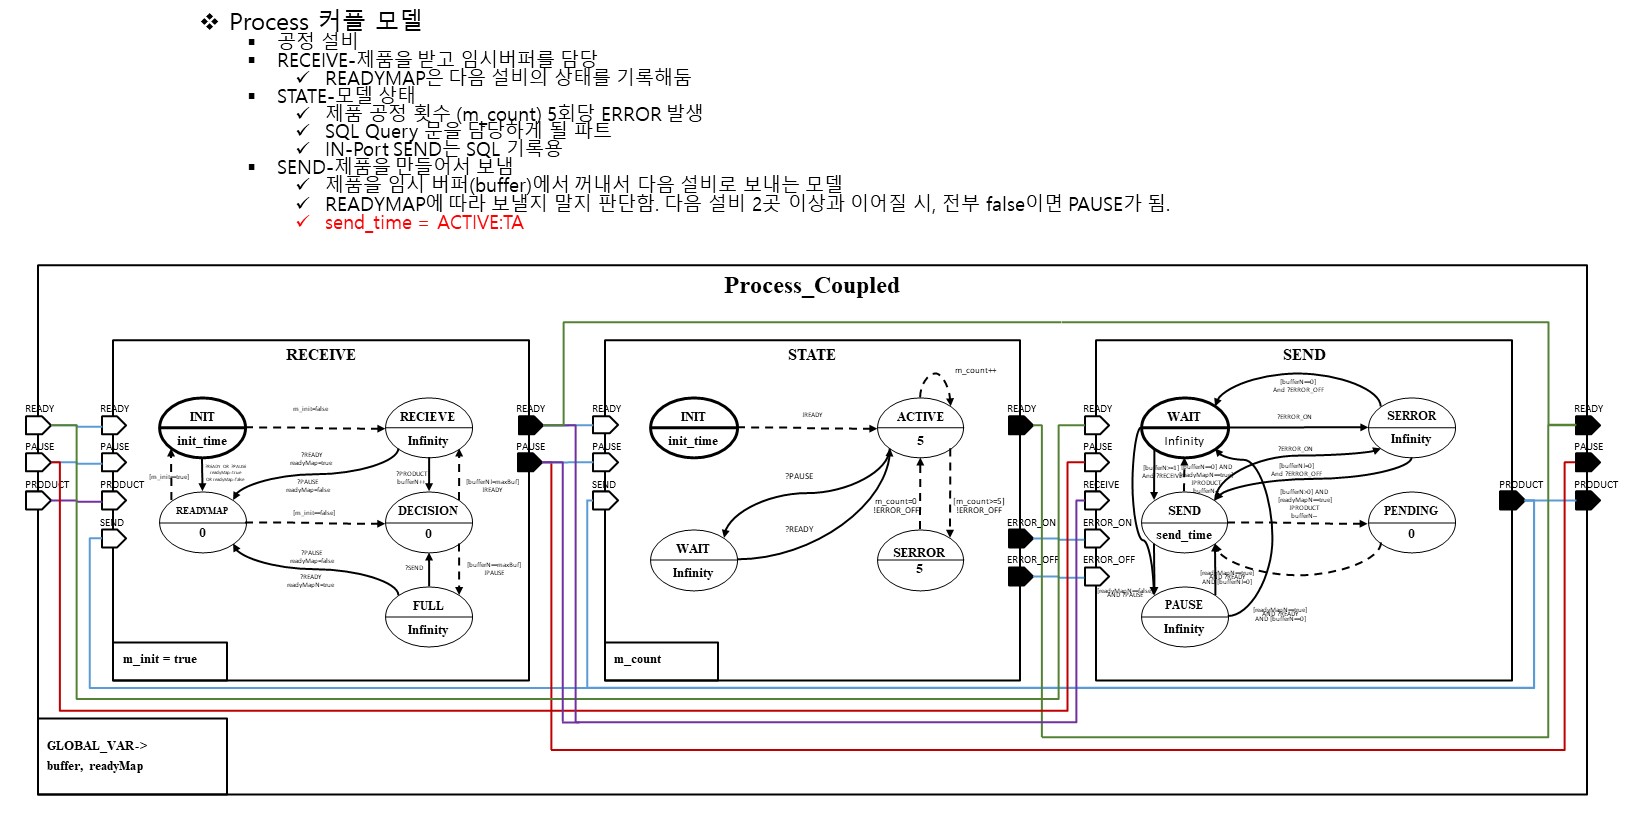 ❖ Process 커플 모델
▪ 공정 설비
▪ RECEIVE-제품을 받고 임시버퍼를 담당
✓ READYMAP은 다음 설비의 상태를 기록해둠
▪ STATE-모델 상태
✓ 제품 공정 횟수 (m_count) 5회당 ERROR 발생
✓ SQL Query 문을 담당하게 될 파트
✓ IN-Port SEND는 SQL 기록용
▪ SEND-제품을 만들어서 보냄
✓ 제품을 임시 버퍼(buffer)에서 꺼내서 다음 설비로 보내는 모델
✓ READYMAP에 따라 보낼지 말지 판단함. 다음 설비 2곳 이상과 이어질 시, 전부 false이면 PAUSE가 됨.
✓ send_time = ACTIVE:TA
Process_Coupled
READY
PAUSE
PRODUCT
RECEIVE
READY
PAUSE
PRODUCT
SEND
INIT
init_time
m_init=false
RECIEVE
Infinity
[m_init==true]
?READY OR ?PAUSE
readyMap=true
OR readyMap=false
?READY
readyMap=true
?PAUSE
readyMap=false
?PRODUCT
buffer++
[bufferN!=maxBuf]
!READY
READYMAP
0
[m_init==false]
DECISION
0
?PAUSE
readyMap=false
?READY
readyMap=true
?SEND
[bufferN==maxBuf]
!PAUSE
FULL
Infinity
m_init = true
READY
PAUSE
STATE
READY
PAUSE
SEND
m_count++
INIT
init_time
!READY
ACTIVE
5
?PAUSE
?READY
m_count=0
!ERROR_OFF
[m_count>=5]
!ERROR_ON
WAIT
Infinity
SERROR
5
m_count
READY
ERROR_ON
ERROR_OFF
SEND
READY
PAUSE
RECEIVE
ERROR_ON
ERROR_OFF
[bufferN==0]
And ?ERROR_OFF
WAIT
Infinity
?ERROR_ON
SERROR
Infinity
?ERROR_ON
[bufferN!=0]
And ?ERROR_OFF
[bufferN>=1]
And ?RECEIVE
[bufferN==0] AND
[readyMapN==true]
!PRODUCT
bufferN--
[bufferN>0] AND
[readyMapN==true]
!PRODUCT
bufferN--
SEND
send_time
PENDING
0
[readyMapN==false]
AND ?PAUSE
[readyMapN==true]
AND ?READY
AND [bufferN!=0]
PAUSE
Infinity
[readyMapN==true]
AND ?READY
AND [bufferN==0]
PRODUCT
READY
PAUSE
PRODUCT
GLOBAL_VAR->
buffer, readyMap